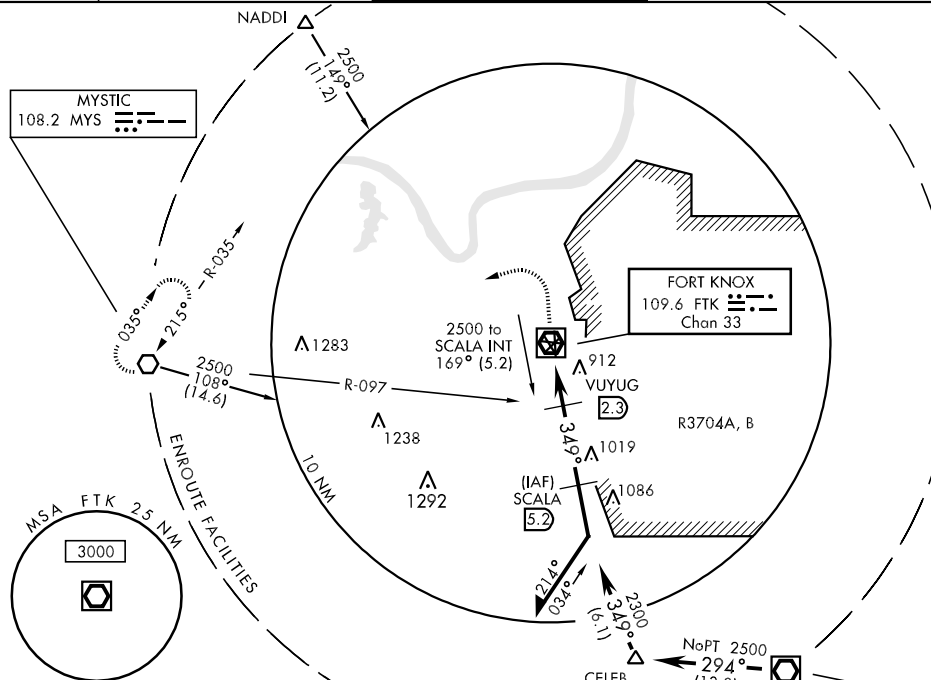 NADDI
2500
149°
(11.2)
MYSTIC
108.2 MYS
R-035
035°
215°
2500
108°
(14.6)
R-097
1283
1238
1292
10 NM
ENROUTE FACILITIES
2500 to
SCALA INT
169° (5.2)
FORT KNOX
109.6 FTK
Chan 33
912
VUYUG
2.3
349°
1019
R3704A, B
(IAF)
SCALA
5.2
1086
214°
034°
2300
349°
(6.1)
NoPT 2500
294°
CELEB
MSA FTK 25 NM
3000